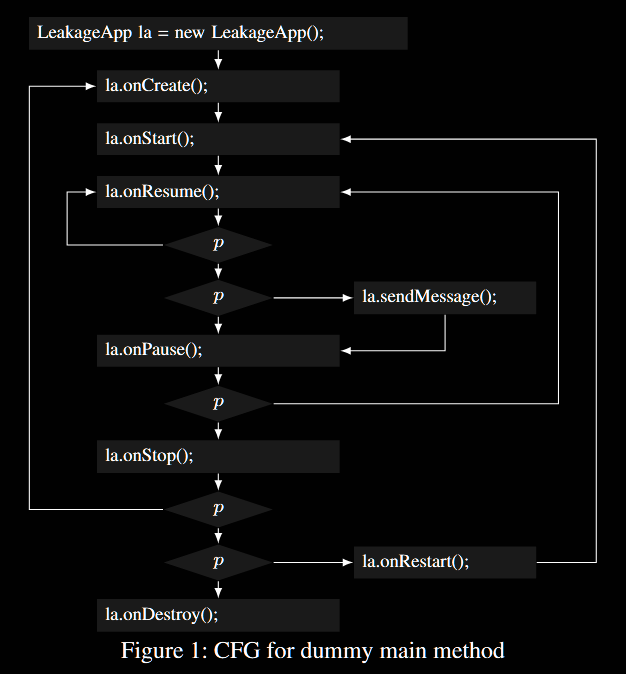 LeakageApp la = new LeakageApp();
la.onCreate();
la.onStart();
la.onResume();
p
p
la.sendMessage();
la.onPause();
p
la.onStop();
p
p
la.onRestart();
la.onDestroy();
Figure 1: CFG for dummy main method